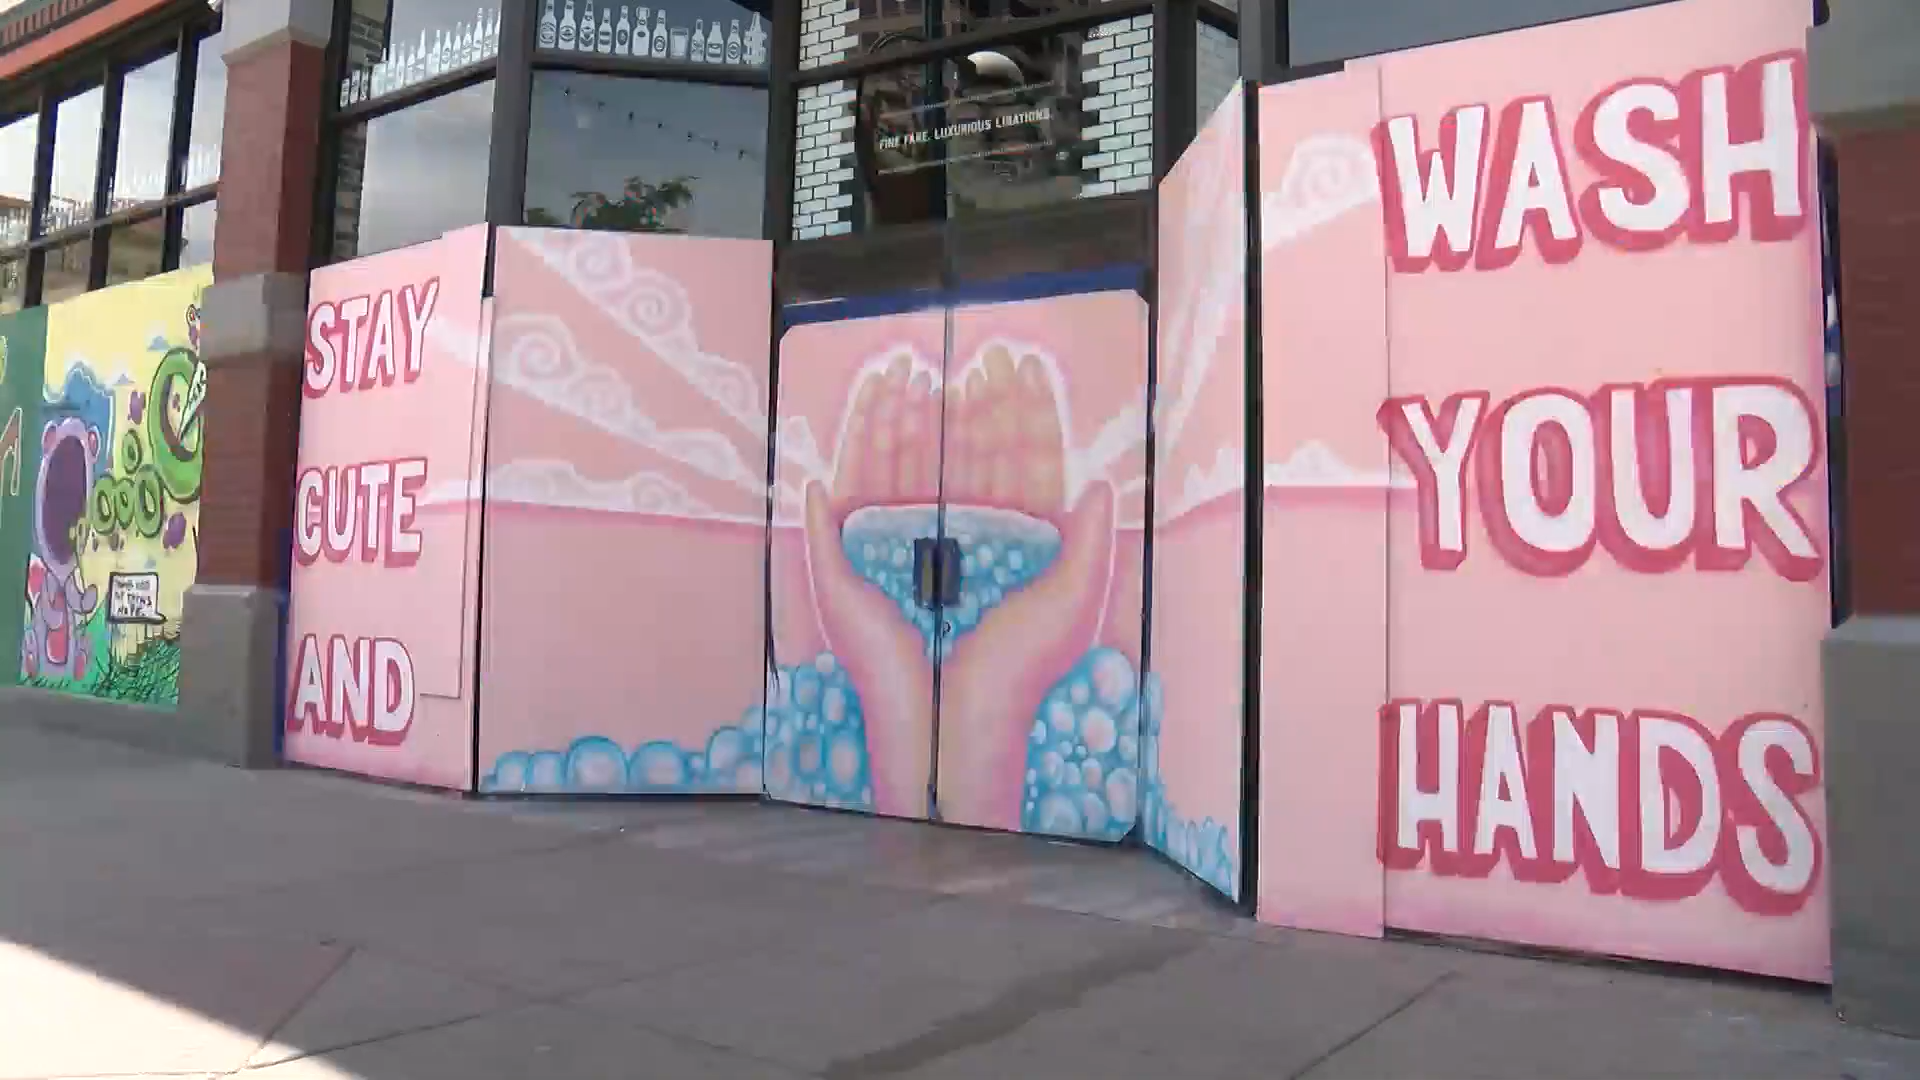 FINE FARE. LUXURIOUS LIBATIONS.
STAY
CUTE
AND
WASH
YOUR
HANDS